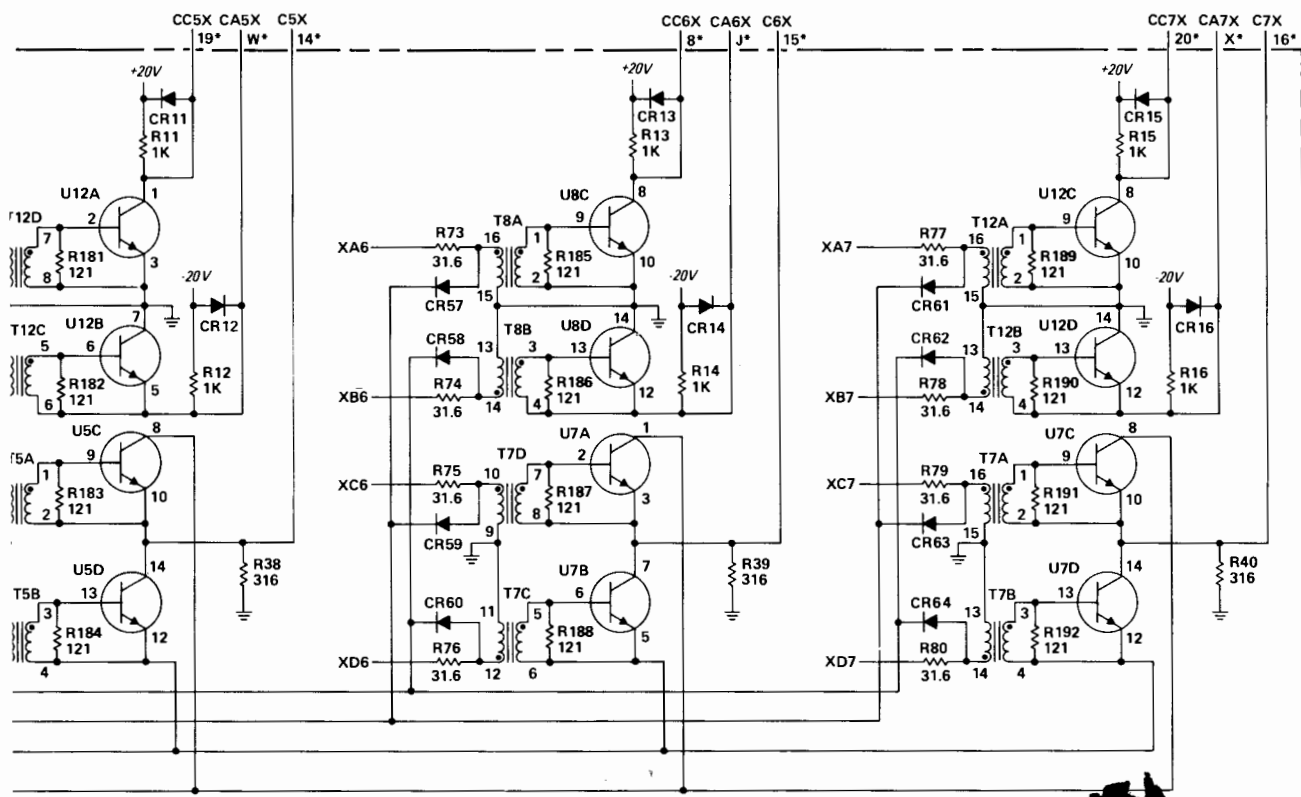 CC5X CA5X C5X
19* W* 14*
CC6X CA6X C6X
8* J* 15*
CC7X CA7X C7X
20* X* 16*
+20V
CR11
R11
1K
U12A
1
2
3
T12D
7
8
R181
121
-20V
CR12
R12
1K
U12B
7
6
5
T12C
5
6
R182
121
U5C
8
9
10
T5A
1
2
R183
121
R38
316
U5D
14
13
12
T5B
3
4
R184
121
+20V
CR13
R13
1K
U8C
8
9
10
XA6
R73
31.6
T8A
16
15
1
2
R185
121
CR57
-20V
CR14
R14
1K
U8D
14
13
12
CR58
T8B
13
14
3
4
R186
121
XB6
R74
31.6
U7A
1
2
3
XC6
R75
31.6
T7D
10
9
7
8
R187
121
CR59
R39
316
U7B
7
6
5
CR60
T7C
11
12
5
6
R188
121
XD6
R76
31.6
+20V
CR15
R15
1K
U12C
8
9
10
XA7
R77
31.6
T12A
16
15
1
2
R189
121
CR61
-20V
CR16
R16
1K
U12D
14
13
12
CR62
T12B
13
14
3
4
R190
121
XB7
R78
31.6
U7C
8
9
10
XC7
R79
31.6
T7A
16
15
1
2
R191
121
CR63
R40
316
U7D
14
13
12
CR64
T7B
13
14
3
4
R192
121
XD7
R80
31.6